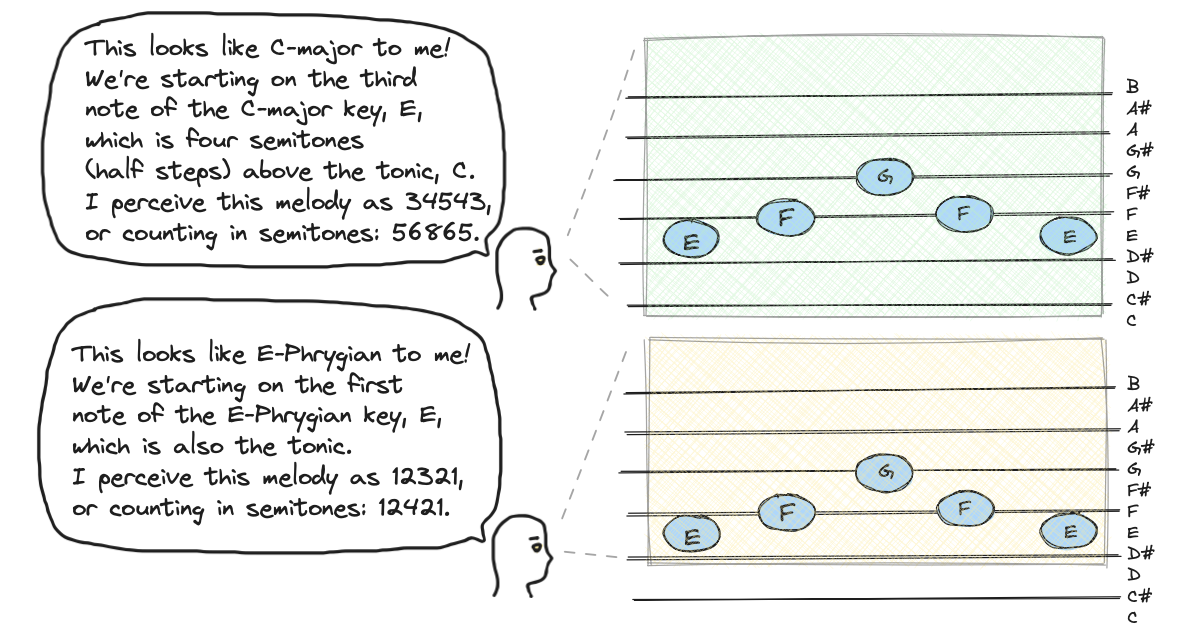 This looks like C-major to me!
We're starting on the third
note of the C-major key, E,
which is four semitones
(half steps) above the tonic, C.
I perceive this melody as 34543,
or counting in semitones: 56865.
E
F
G
F
E
B
A#
A
G#
G
F#
F
E
D#
D
C#
C
This looks like E-Phrygian to me!
We're starting on the first
note of the E-Phrygian key, E,
which is also the tonic.
I perceive this melody as 12321,
or counting in semitones: 12421.
E
F
G
F
E
B
A#
A
G#
G
F#
F
E
D#
D
C#
C